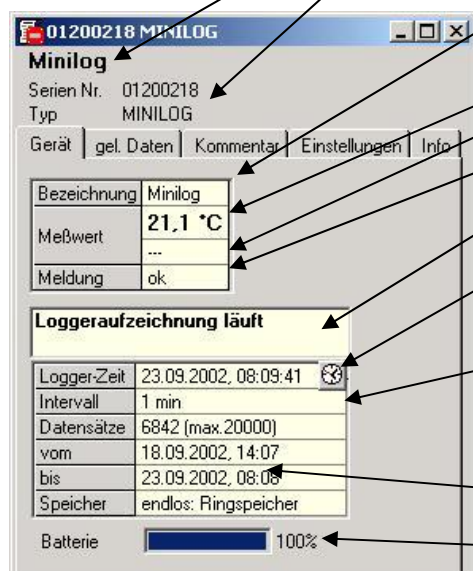 01200218 MINILOG
Minilog
Serien Nr. 01200218
Typ MINILOG
Gerät gel. Daten Kommentar Einstellungen Info
Bezeichnung Minilog
Meßwert 21,1 °C
---
Meldung ok
Loggeraufzeichnung läuft
Logger-Zeit 23.09.2002, 08:09:41
Intervall 1 min
Datensätze 6842 (max.20000)
vom 18.09.2002, 14:07
bis 23.09.2002, 08:08
Speicher endlos: Ringspeicher
Batterie 100%